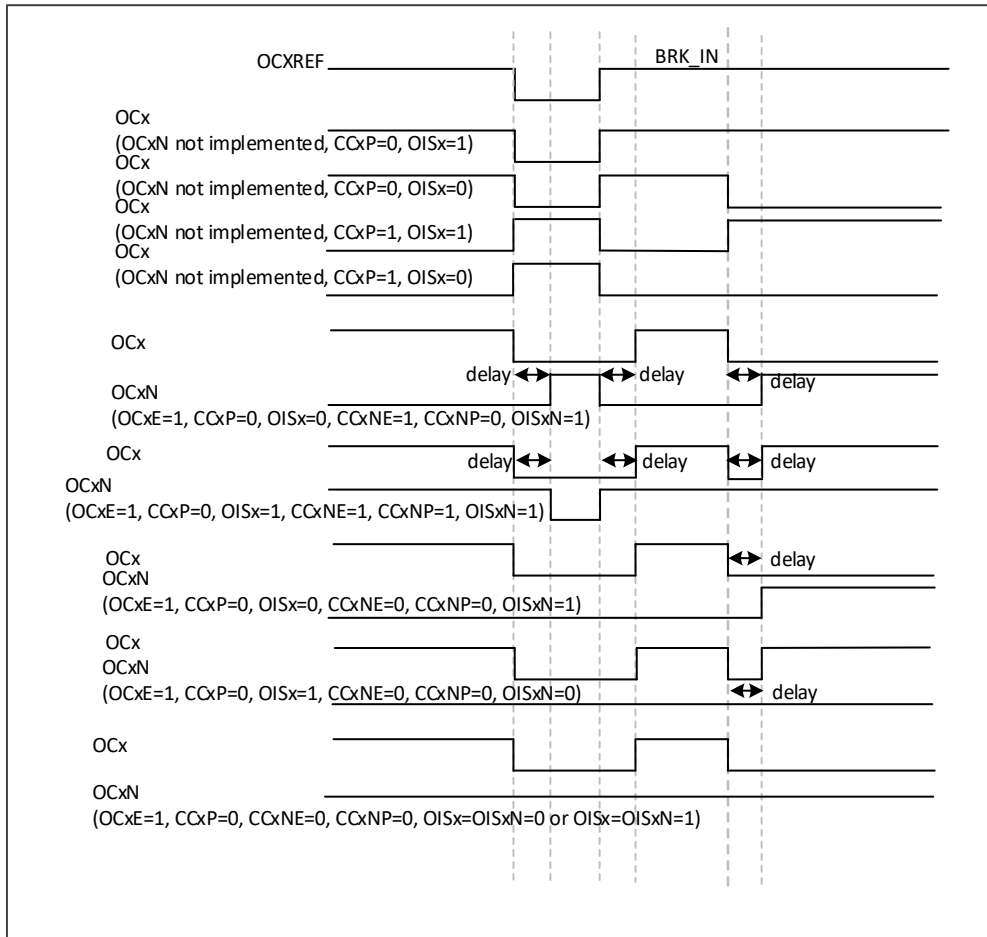 OCXREF
BRK_IN
OCx
(OCxN not implemented, CCxP=0, OISx=1)
OCx
(OCxN not implemented, CCxP=0, OISx=0)
OCx
(OCxN not implemented, CCxP=1, OISx=1)
OCx
(OCxN not implemented, CCxP=1, OISx=0)
OCx
delay
delay
delay
OCxN
(OCxE=1, CCxP=0, OISx=0, CCxNE=1, CCxNP=0, OISxN=1)
OCx
delay
delay
delay
OCxN
(OCxE=1, CCxP=0, OISx=1, CCxNE=1, CCxNP=1, OISxN=1)
OCx
delay
OCxN
(OCxE=1, CCxP=0, OISx=0, CCxNE=0, CCxNP=0, OISxN=1)
OCx
OCxN
(OCxE=1, CCxP=0, OISx=1, CCxNE=0, CCxNP=0, OISxN=0)
delay
OCx
OCxN
(OCxE=1, CCxP=0, CCxNE=0, CCxNP=0, OISx=OISxN=0 or OISx=OISxN=1)